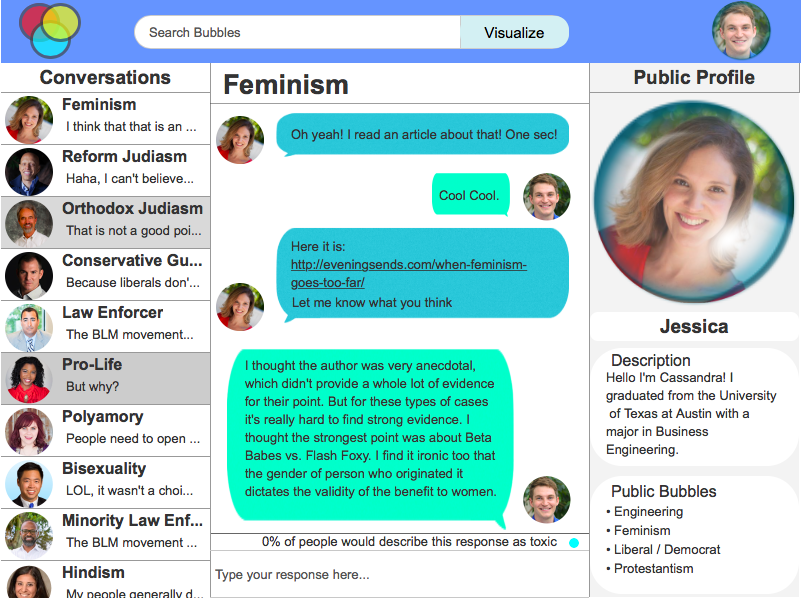 Search Bubbles
Visualize
Conversations
Feminism
I think that that is an ...
Reform Judiasm
Haha, I can't believe...
Orthodox Judiasm
That is not a good poi...
Conservative Gu...
Because liberals don'...
Law Enforcer
The BLM movement...
Pro-Life
But why?
Polyamory
People need to open ...
Bisexuality
LOL, it wasn't a choi...
Minority Law Enf...
The BLM movement ...
Hindism
My people generally d...
Feminism
Oh yeah! I read an article about that! One sec!
Cool Cool.
Here it is:
http://eveningsends.com/when-feminism-
goes-too-far/
Let me know what you think
I thought the author was very anecdotal,
which didn't provide a whole lot of evidence
for their point. But for these types of cases
it's really hard to find strong evidence. I
thought the strongest point was about Beta
Babes vs. Flash Foxy. I find it ironic too that
the gender of person who originated it
dictates the validity of the benefit to women.
0% of people would describe this response as toxic
Type your response here...
Public Profile
Jessica
Description
Hello I'm Cassandra! I
graduated from the University
of Texas at Austin with a
major in Business
Engineering.
Public Bubbles
• Engineering
• Feminism
• Liberal / Democrat
• Protestantism